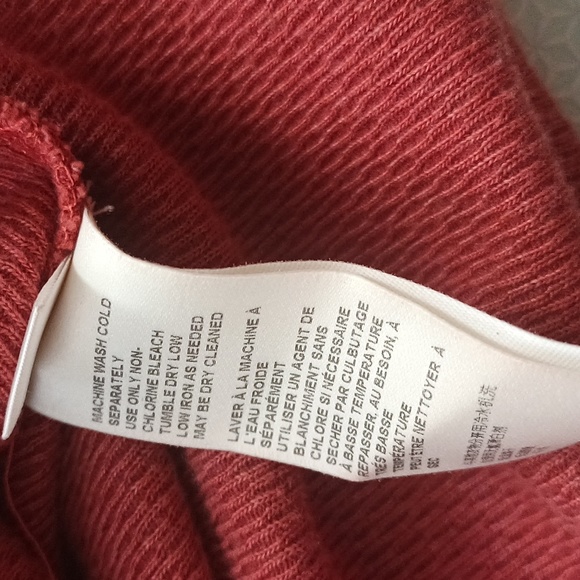 MACHINE WASH COLD
SEPARATELY
USE ONLY NON-
CHLORINE BLEACH
TUMBLE DRY LOW
LOW IRON AS NEEDED
MAY BE DRY CLEANED
LAVER À LA MACHINE À
L'EAU FROIDE
SÉPARÉMENT
UTILISER UN AGENT DE
BLANCHIMENT SANS
CHLORE SI NÉCESSAIRE
SÉCHER PAR CULBUTAGE
À BASSE TEMPÉRATURE
REPASSER, AU BESOIN, À
TRÈS BASSE
TEMPÉRATURE
PEUT ÊTRE NETTOYER À
SEC